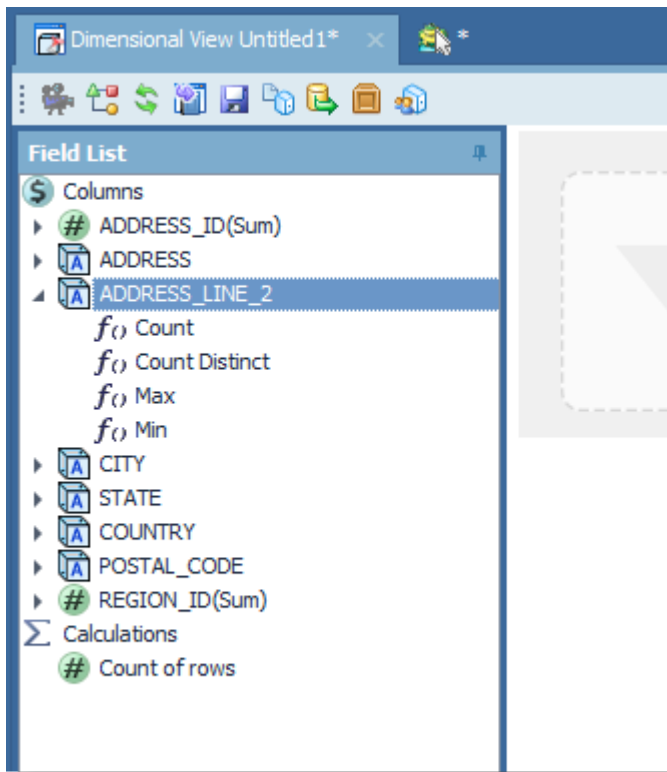 Dimensional View Untitled1* *
Field List
Columns
ADDRESS_ID(Sum)
ADDRESS
ADDRESS_LINE_2
f() Count
f() Count Distinct
f() Max
f() Min
CITY
STATE
COUNTRY
POSTAL_CODE
REGION_ID(Sum)
Calculations
Count of rows